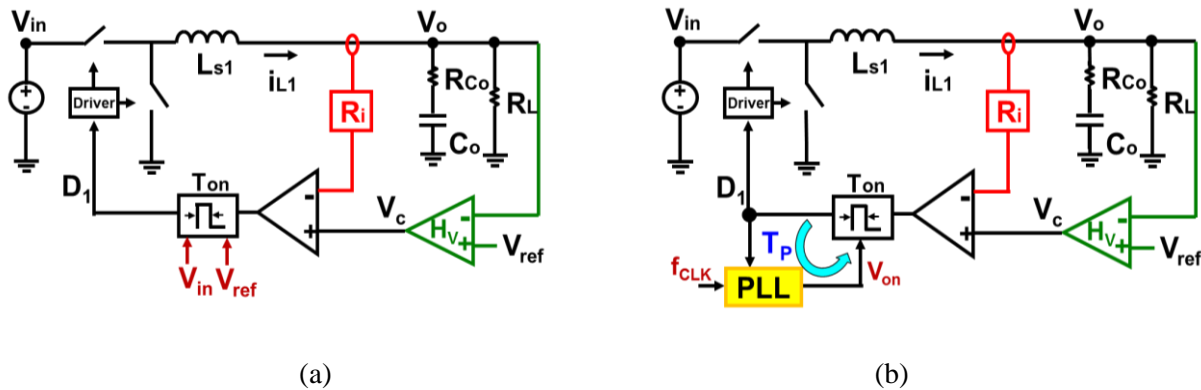 Vin
Ls1
iL1
Vo
RCo
RL
Co
Driver
Ri
D1
Ton
-
+
Vc
HV
-
+
Vref
Vin
Vref
+
-
(a)
Vin
Ls1
iL1
Vo
RCo
RL
Co
Driver
Ri
D1
Ton
-
+
Vc
HV
-
+
Vref
TP
Von
fCLK
PLL
+
-
(b)